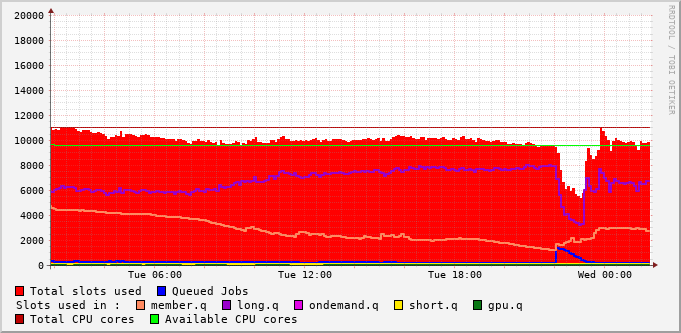 20000
18000
16000
14000
12000
10000
8000
6000
4000
2000
0
Tue 06:00 Tue 12:00 Tue 18:00 Wed 00:00
RRDTOOL / TOBI OETIKER
Total slots used Queued Jobs
Slots used in : member.q long.q ondemand.q short.q gpu.q
Total CPU cores Available CPU cores